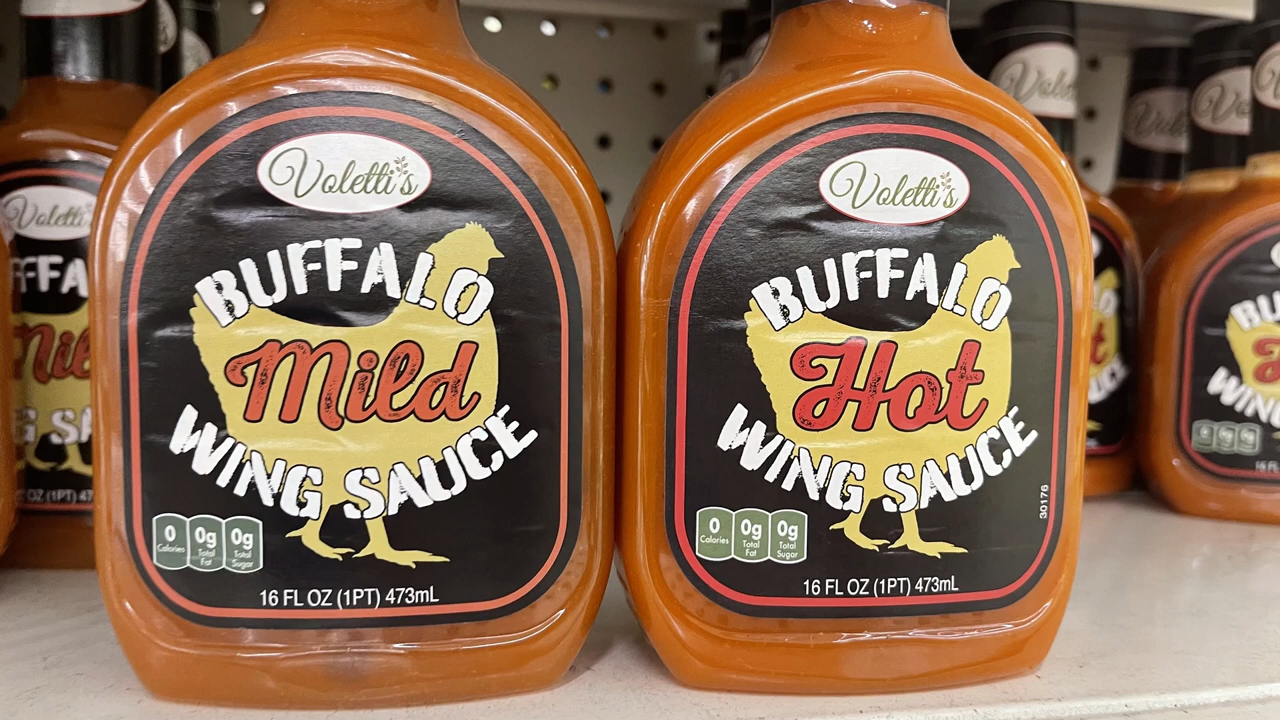 Voletti's
BUFFALO
Mild
WING SAUCE
0 Calories
0g Total Fat
0g Total Sugar
16 FL OZ (1PT) 473mL
Voletti's
BUFFALO
Hot
WING SAUCE
0 Calories
0g Total Fat
0g Total Sugar
16 FL OZ (1PT) 473mL
30176
Voletti's